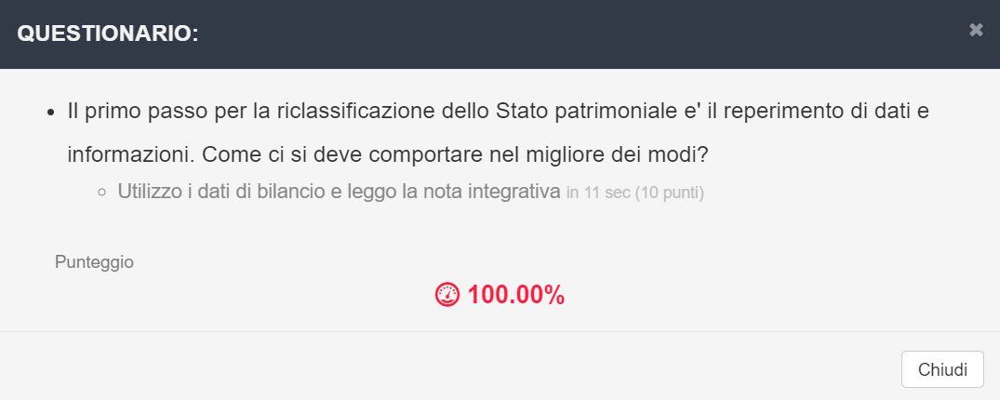 QUESTIONARIO:
Il primo passo per la riclassificazione dello Stato patrimoniale e' il reperimento di dati e
informazioni. Come ci si deve comportare nel migliore dei modi?
Utilizzo i dati di bilancio e leggo la nota integrativa in 11 sec (10 punti)
Punteggio
100.00%
Chiudi